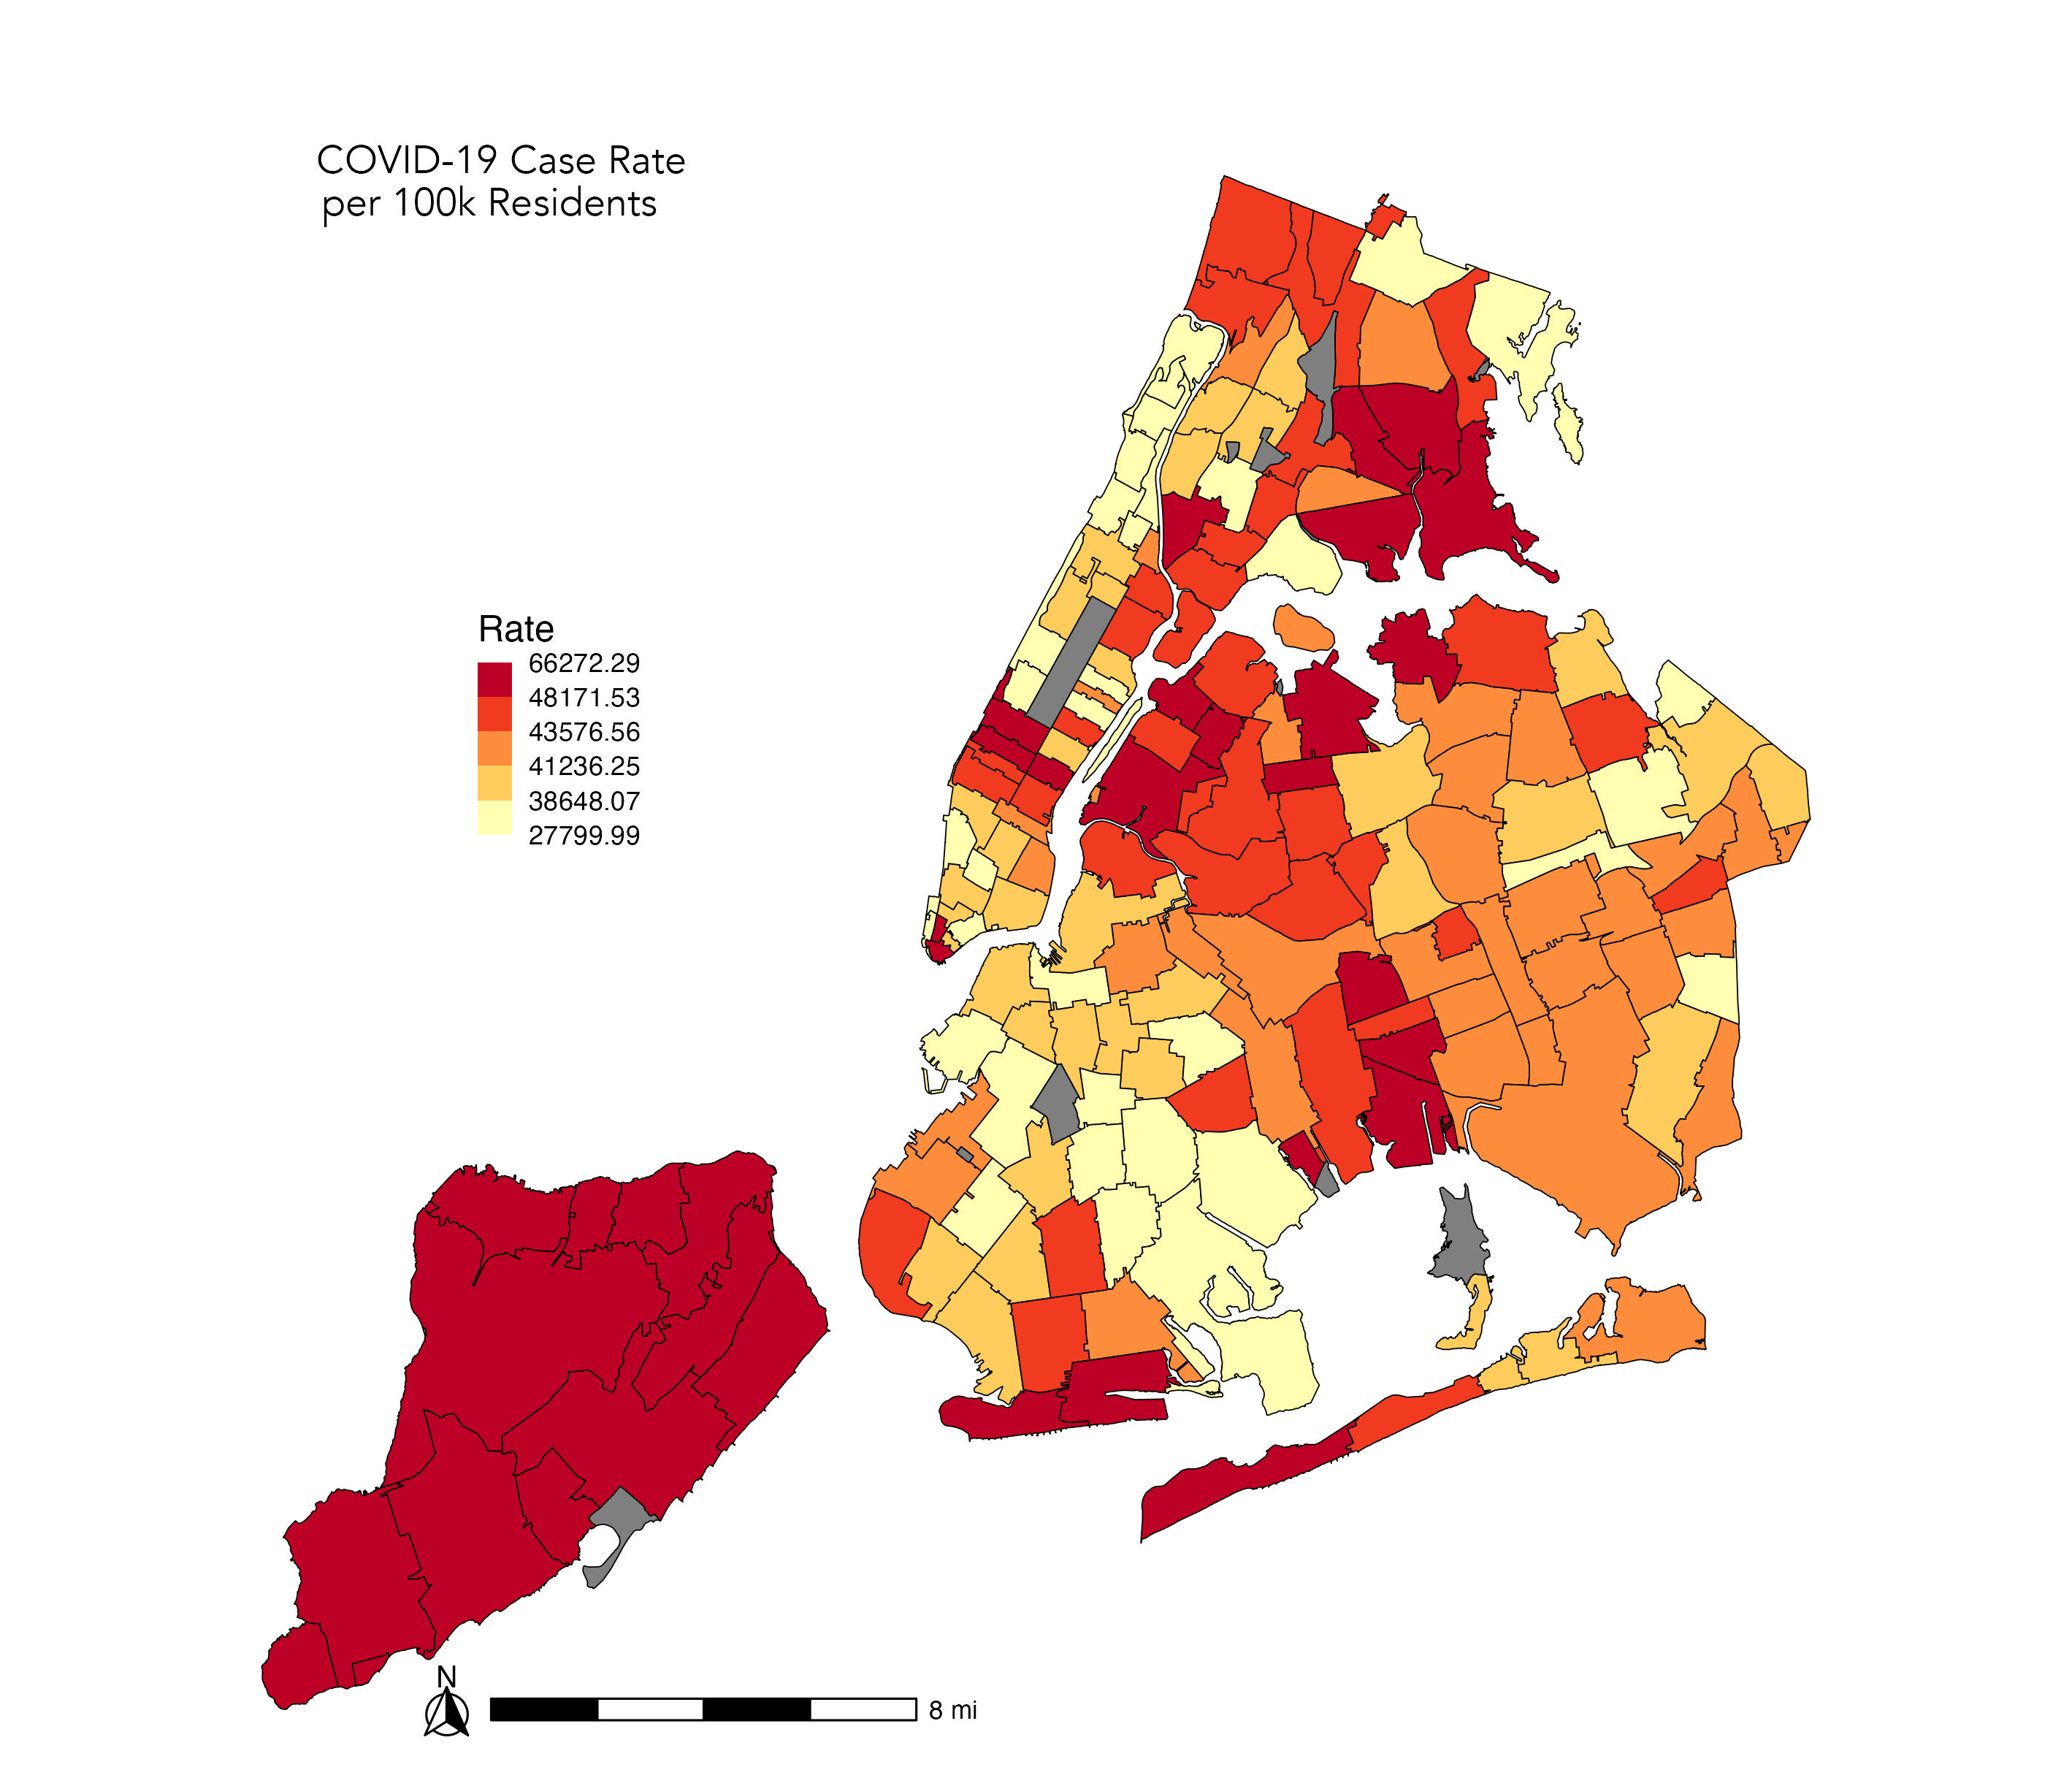 COVID-19 Case Rate
per 100k Residents
Rate
66272.29
48171.53
43576.56
41236.25
38648.07
27799.99
N
8 mi